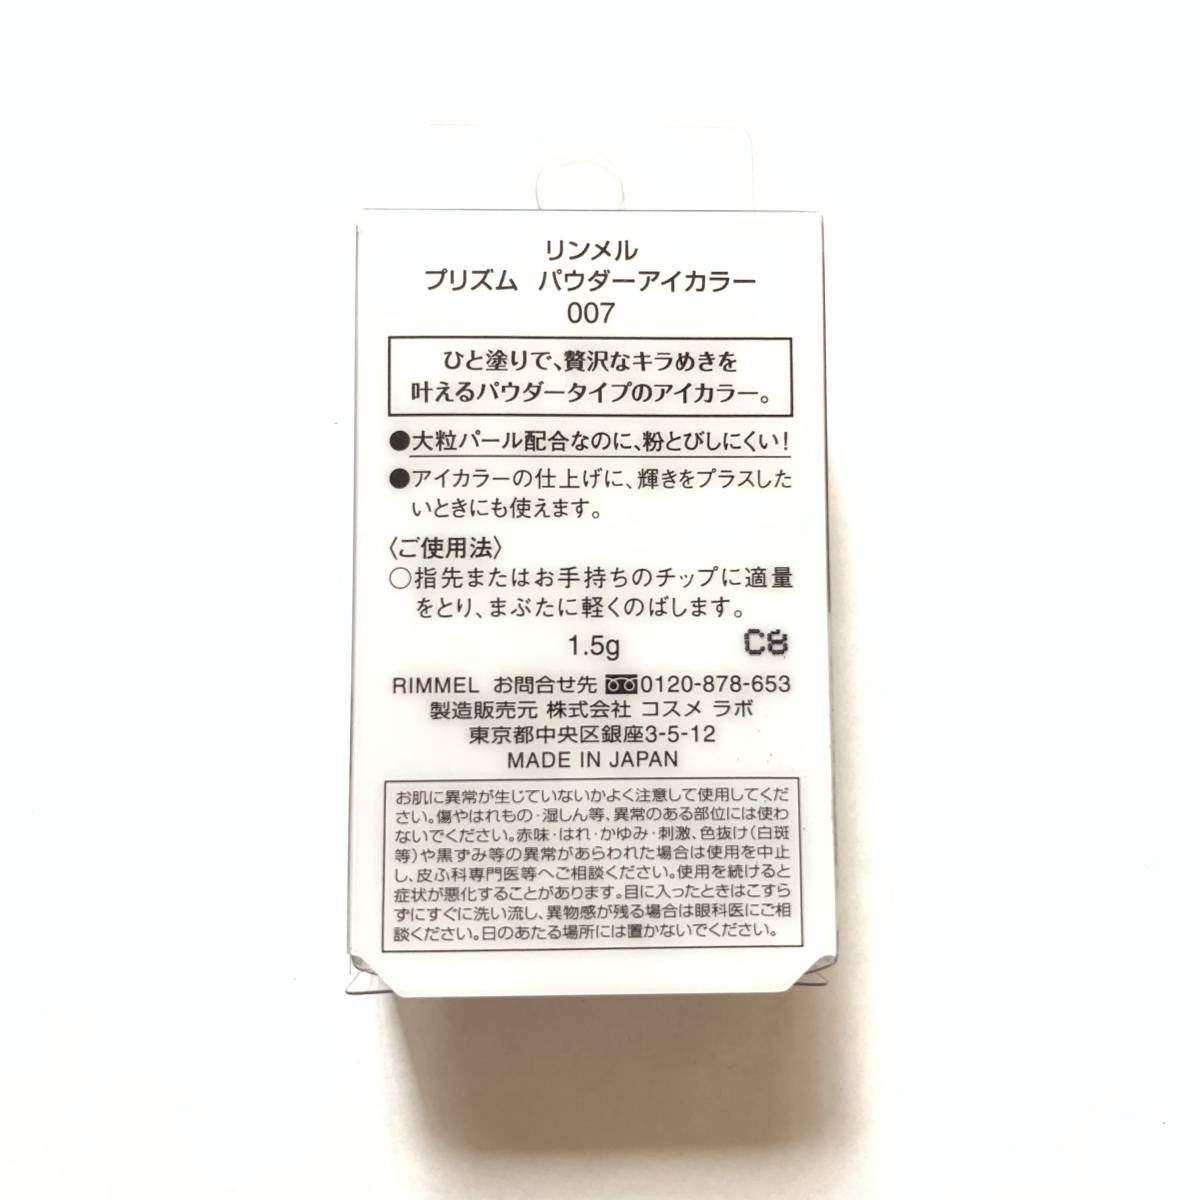 リンメル
プリズム パウダーアイカラー
007
ひと塗りで、贅沢なキラめきを
叶えるパウダータイプのアイカラー。
●大粒パール配合なのに、粉とびしにくい!
●アイカラーの仕上げに、輝きをプラスした
いときにも使えます。
〈ご使用法〉
○指先またはお手持ちのチップに適量
をとり、まぶたに軽くのばします。
1.5g C8
RIMMEL お問合せ先 0120-878-653
製造販売元 株式会社 コスメ ラボ
東京都中央区銀座3-5-12
MADE IN JAPAN
お肌に異常が生じていないかよく注意して使用してくだ
さい。傷やはれもの・湿しん等、異常のある部位には使わ
ないでください。赤味・はれ・かゆみ・刺激、色抜け(白斑
等)や黒ずみ等の異常があらわれた場合は使用を中止
し、皮ふ科専門医等へご相談ください。使用を続けると
症状が悪化することがあります。目に入ったときはこすら
ずにすぐに洗い流し、異物感が残る場合は眼科医にご相
談ください。日のあたる場所には置かないでください。